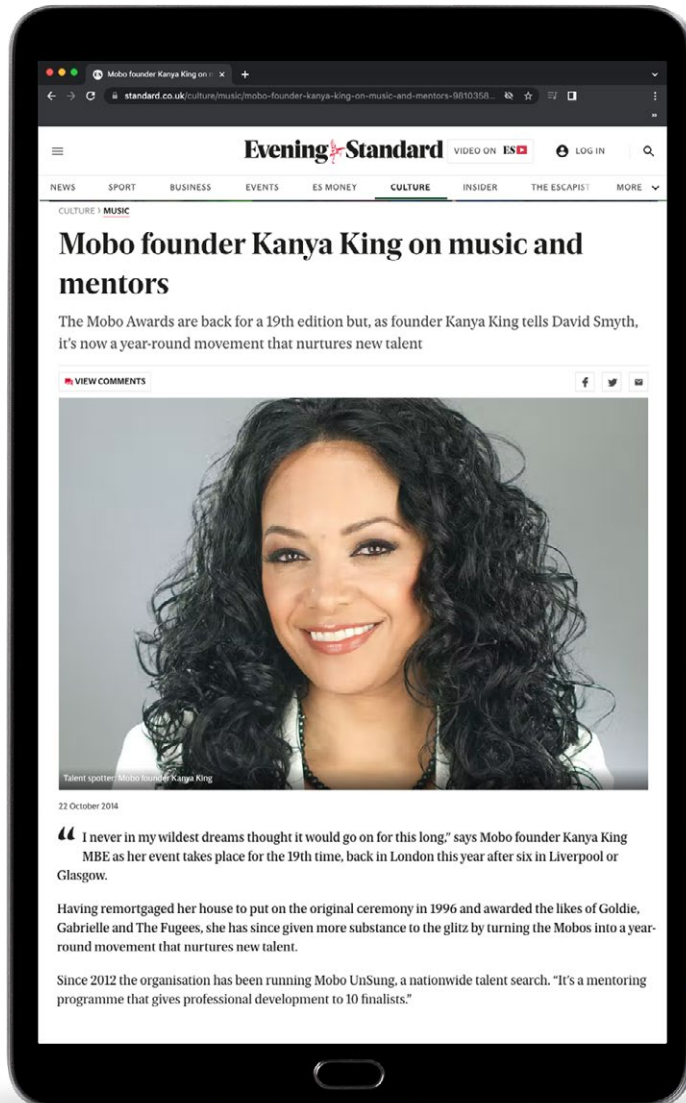 Mobo founder Kanya King on
standard.co.uk/culture/music/mobo-founder-kanya-king-on-music-and-mentors-9810358...
Evening Standard
VIDEO ON ES
LOG IN
NEWS SPORT BUSINESS EVENTS ES MONEY CULTURE INSIDER THE ESCAPIST MORE
CULTURE › MUSIC
Mobo founder Kanya King on music and
mentors
The Mobo Awards are back for a 19th edition but, as founder Kanya King tells David Smyth,
it’s now a year-round movement that nurtures new talent
VIEW COMMENTS
Talent spotter: Mobo founder Kanya King
22 October 2014
“ I never in my wildest dreams thought it would go on for this long,” says Mobo founder Kanya King
MBE as her event takes place for the 19th time, back in London this year after six in Liverpool or
Glasgow.
Having remortgaged her house to put on the original ceremony in 1996 and awarded the likes of Goldie,
Gabrielle and The Fugees, she has since given more substance to the glitz by turning the Mobos into a year-
round movement that nurtures new talent.
Since 2012 the organisation has been running Mobo UnSung, a nationwide talent search. “It’s a mentoring
programme that gives professional development to 10 finalists.”